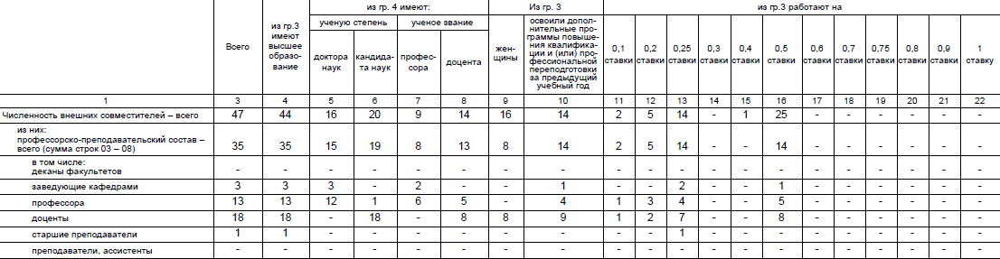 из гр. 4 имеют: Из гр. 3 из гр.3 работают на
Всего из гр.3 имеют высшее образо- вание ученую степень ученое звание жен- щины освоили допол- нительные про- граммы повыше- ния квалифика- ции и (или) про- фессиональной переподготовки за предыдущий учебный год 0,1 ставки 0,2 ставки 0,25 ставки 0,3 ставки 0,4 ставки 0,5 ставки 0,6 ставки 0,7 ставки 0,75 ставки 0,8 ставки 0,9 ставки 1 ставку
доктора наук кандида- та наук профес- сора доцента
1 3 4 5 6 7 8 9 10 11 12 13 14 15 16 17 18 19 20 21 22
Численность внешних совместителей – всего 47 44 16 20 9 14 16 14 2 5 14 - 1 25 - - - - - -
из них:
профессорско-преподавательский состав –
всего (сумма строк 03 – 08) 35 35 15 19 8 13 8 14 2 5 14 - - 14 - - - - - -
в том числе:
деканы факультетов - - - - - - - - - - - - - - - - - - - -
заведующие кафедрами 3 3 3 - 2 - - 1 - - 2 - - 1 - - - - - -
профессора 13 13 12 1 6 5 - 4 1 3 4 - - 5 - - - - - -
доценты 18 18 - 18 - 8 8 9 1 2 7 - - 8 - - - - - -
старшие преподаватели 1 1 - - - - - - - - 1 - - - - - - - - -
преподаватели, ассистенты - - - - - - - - - - - - - - - - - - - -